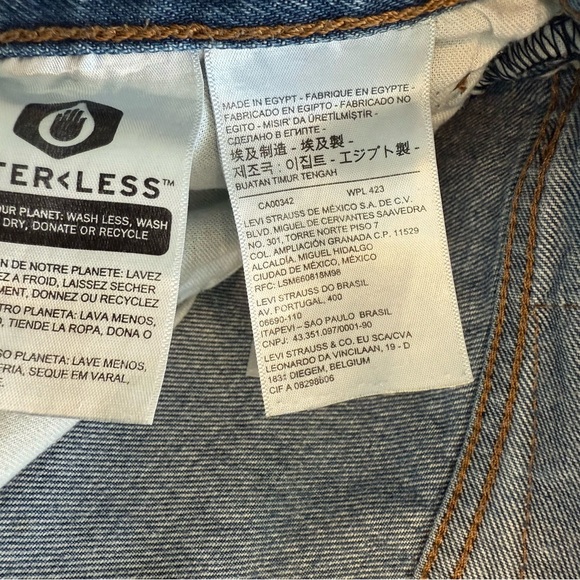 TER<LESS™
OUR PLANET: WASH LESS, WASH
DRY, DONATE OR RECYCLE
DE NOTRE PLANETE: LAVEZ
À FROID, LAISSEZ SÉCHER
DONNEZ OU RECYCLEZ
TRO PLANETA: LAVA MENOS,
TIENDE LA ROPA, DONA O
SO PLANETA: LAVE MENOS,
FRIA, SEQUE EM VARAL,
MADE IN EGYPT - FABRIQUE EN EGYPTE -
FABRICADO EN EGIPTO - FABRICADO NO
EGITO - MISIR'DA ÜRETİLMİŞTİR -
СДЕЛАНО В ЕГИПТЕ -
埃及制造 - 埃及製 -
제조국 : 이집트 - エジプト製 -
BUATAN TIMUR TENGAH
CA00342 WPL 423
LEVI STRAUSS DE MÉXICO S.A. DE C.V.
BLVD. MIGUEL DE CERVANTES SAAVEDRA
NO. 301, TORRE NORTE PISO 7
COL. AMPLIACIÓN GRANADA C.P. 11529
ALCALDÍA. MIGUEL HIDALGO
CIUDAD DE MÉXICO, MÉXICO
RFC: LSM660818M98
LEVI STRAUSS DO BRASIL
AV. PORTUGAL, 400
06690-110
ITAPEVI – SAO PAULO BRASIL
CNPJ: 43.351.097/0001-90
LEVI STRAUSS & CO. EU SCA/CVA
LEONARDO DA VINCILAAN, 19 - D
1831 DIEGEM, BELGIUM
CIF A 08298606